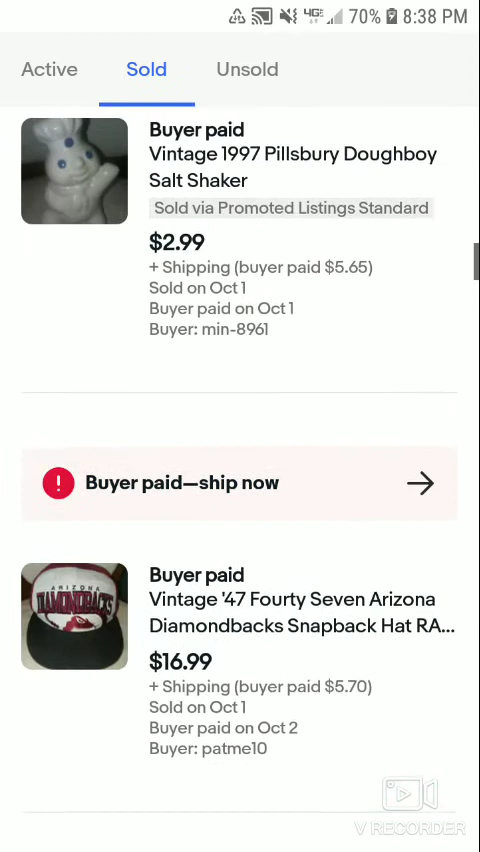 4GE 70% 8:38 PM
Active Sold Unsold
Buyer paid
Vintage 1997 Pillsbury Doughboy
Salt Shaker
Sold via Promoted Listings Standard
$2.99
+ Shipping (buyer paid $5.65)
Sold on Oct 1
Buyer paid on Oct 1
Buyer: min-8961
! Buyer paid—ship now
ARIZONA
DIAMONDBACKS
Buyer paid
Vintage '47 Fourty Seven Arizona
Diamondbacks Snapback Hat RA...
$16.99
+ Shipping (buyer paid $5.70)
Sold on Oct 1
Buyer paid on Oct 2
Buyer: patme10
V RECORDER